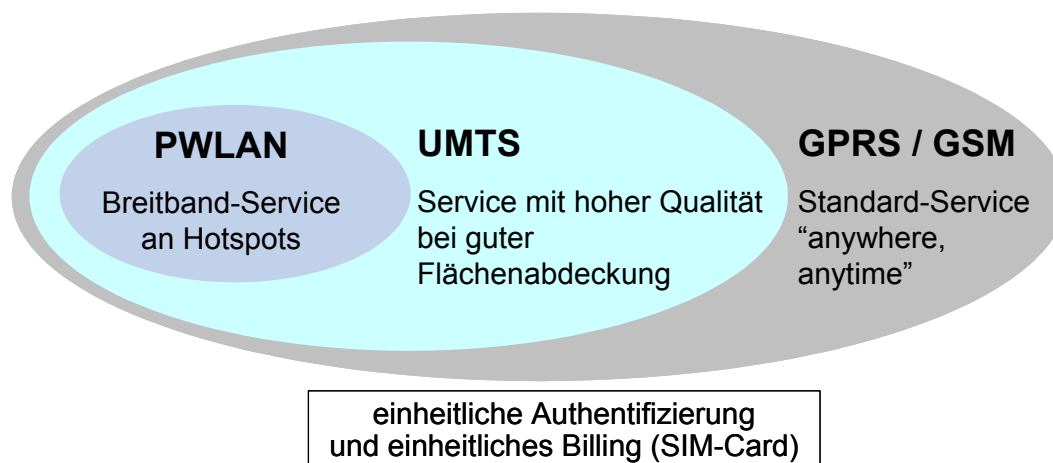 PWLAN
Breitband-Service
an Hotspots
UMTS
Service mit hoher Qualität
bei guter
Flächenabdeckung
GPRS / GSM
Standard-Service
“anywhere,
anytime”
einheitliche Authentifizierung
und einheitliches Billing (SIM-Card)